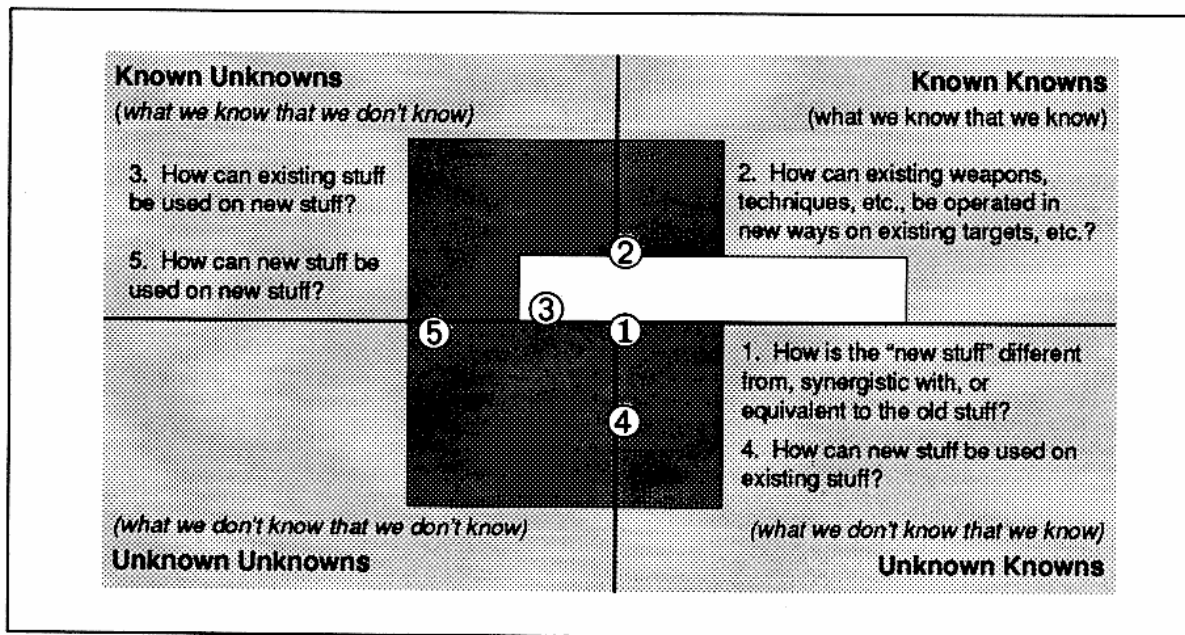 Known Unknowns
(what we know that we don't know)
3. How can existing stuff
be used on new stuff?
5. How can new stuff be
used on new stuff?
Known Knowns
(what we know that we know)
2. How can existing weapons,
techniques, etc., be operated in
new ways on existing targets, etc.?
2
3
5
1
4
1. How is the "new stuff" different
from, synergistic with, or
equivalent to the old stuff?
4. How can new stuff be used on
existing stuff?
(what we don't know that we don't know)
Unknown Unknowns
(what we don't know that we know)
Unknown Knowns